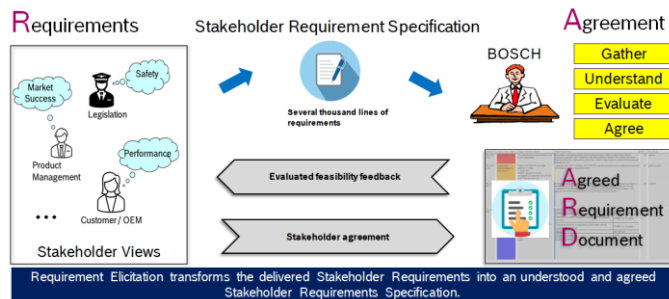 Requirements
Stakeholder Requirement Specification
Agreement
Safety
Market
Success
Legislation
Product
Management
Performance
...
Customer / OEM
Stakeholder Views
Several thousand lines of
requirements
BOSCH
Gather
Understand
Evaluate
Agree
Evaluated feasibility feedback
Stakeholder agreement
Agreed
Requirement
Document
Requirement Elicitation transforms the delivered Stakeholder Requirements into an understood and agreed
Stakeholder Requirements Specification.